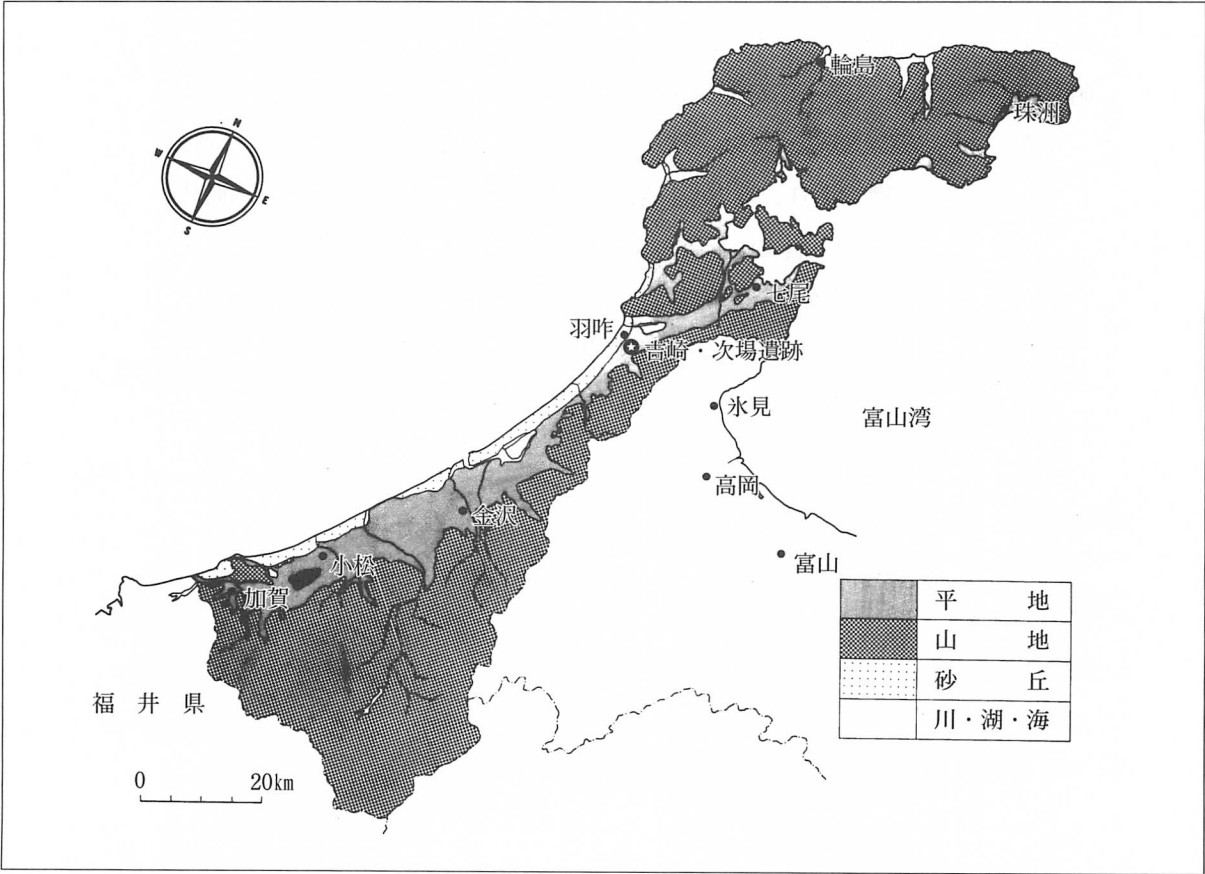 輪島
珠洲
N
W
E
S
七尾
羽咋
吉崎・次場遺跡
氷見
富山湾
高岡
金沢
富山
小松
加賀
平地
山地
砂丘
川・湖・海
福井県
0 20km